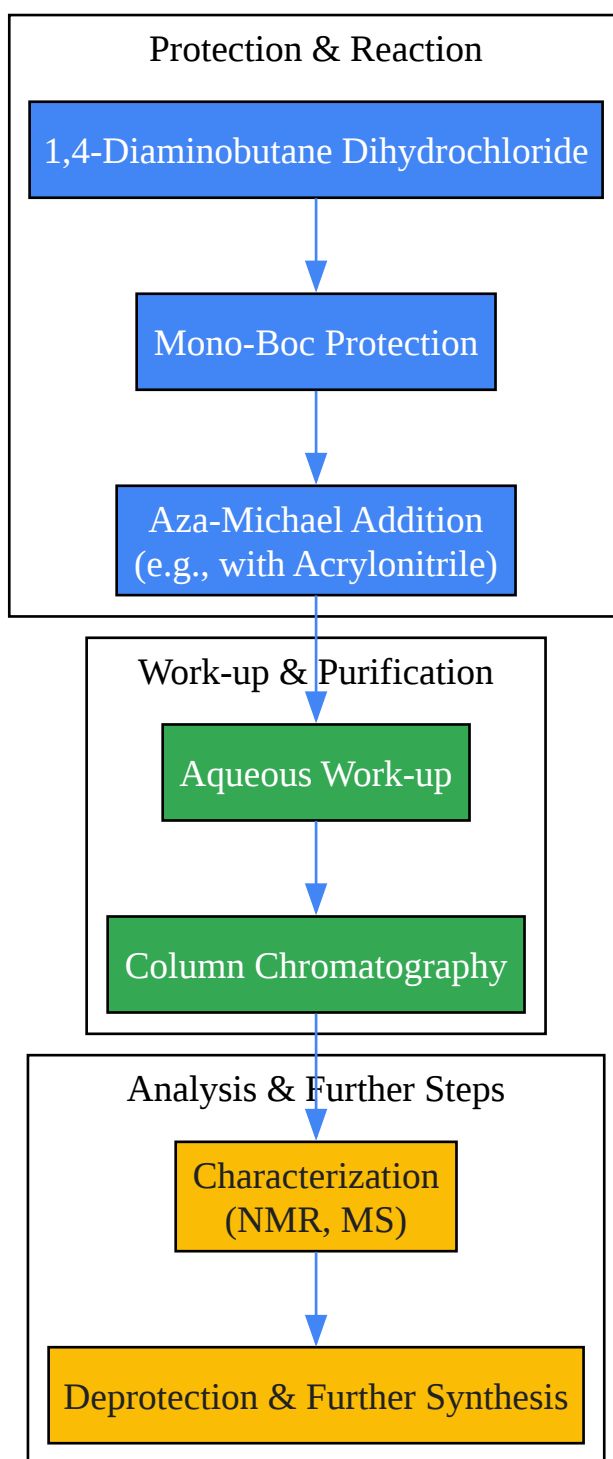 Protection & Reaction
1,4-Diaminobutane Dihydrochloride
Mono-Boc Protection
Aza-Michael Addition
(e.g., with Acrylonitrile)
Work-up & Purification
Aqueous Work-up
Column Chromatography
Analysis & Further Steps
Characterization
(NMR, MS)
Deprotection & Further Synthesis